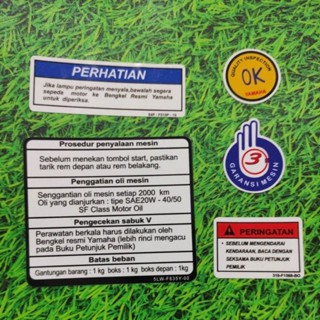 PERHATIAN
Jika lampu peringatan menyala,bawalah segera
sepeda motor ke Bengkel Resmi Yamaha
untuk diperiksa.
QUALITY INSPECTION
OK
YAMAHA
Prosedur penyalaan mesin
Sebelum menekan tombol start, pastikan
tarik rem depan atau rem belakang.
Penggatian oli mesin
Senggantian oli mesin setiap 2000 km
Oli yang dianjurkan : tipe SAE20W - 40/50
SF Class Motor Oil
Pengecekan sabuk V
Perawatan berkala harus dilakukan oleh
Bengkel resmi Yamaha (lebih rinci mengacu
pada Buku Petunjuk Pemilik)
Batas beban
Gantungan barang : 1 kg boks : 1 kg boks depan : 1kg
3
GARANSI MESIN
PERINGATAN
• SEBELUM MENGENDARAI
KENDARAAN, BACA DENGAN
SEKSAMA BUKU PETUNJUK
PEMILIK